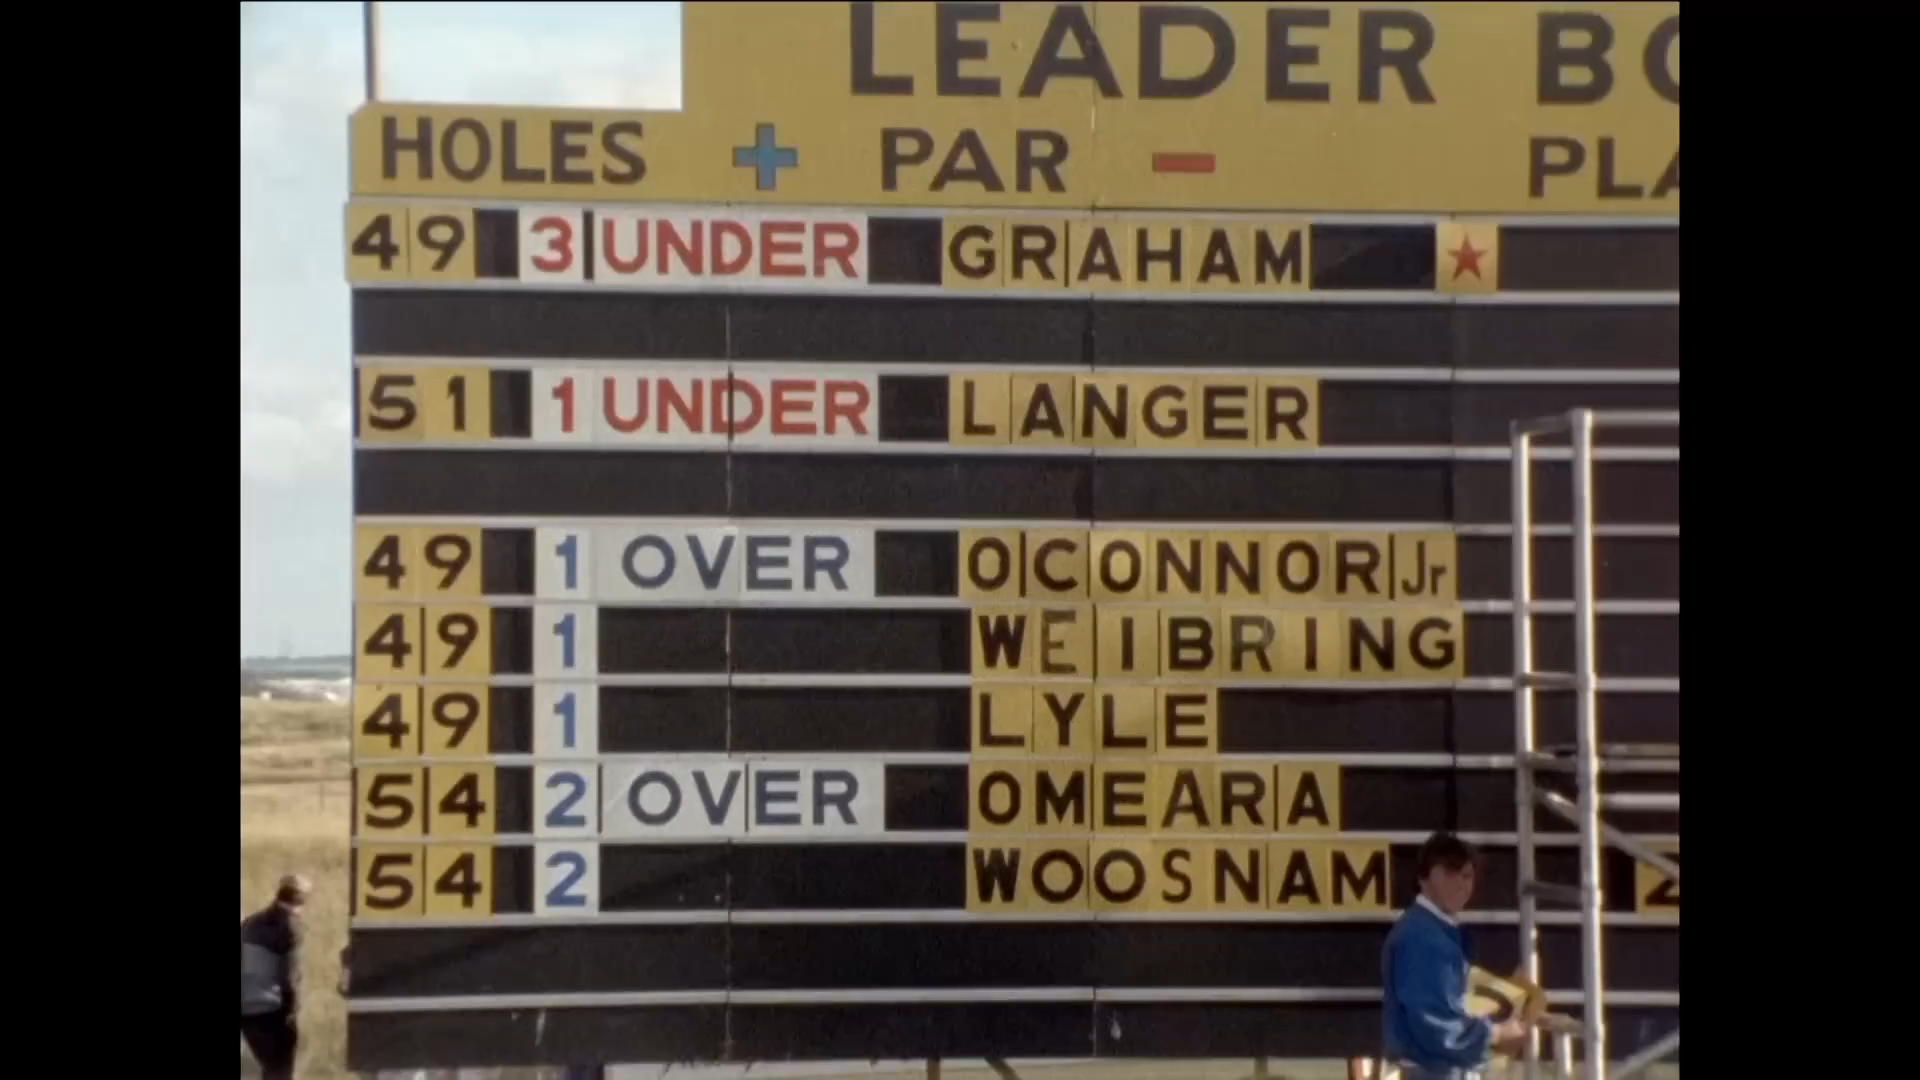 LEADER BO
HOLES + PAR - PLA
49 3 UNDER GRAHAM
51 1 UNDER LANGER
49 1 OVER OCONNOR Jr
49 1 WEIBRING
49 1 LYLE
54 2 OVER OMEARA
54 2 WOOSNAM